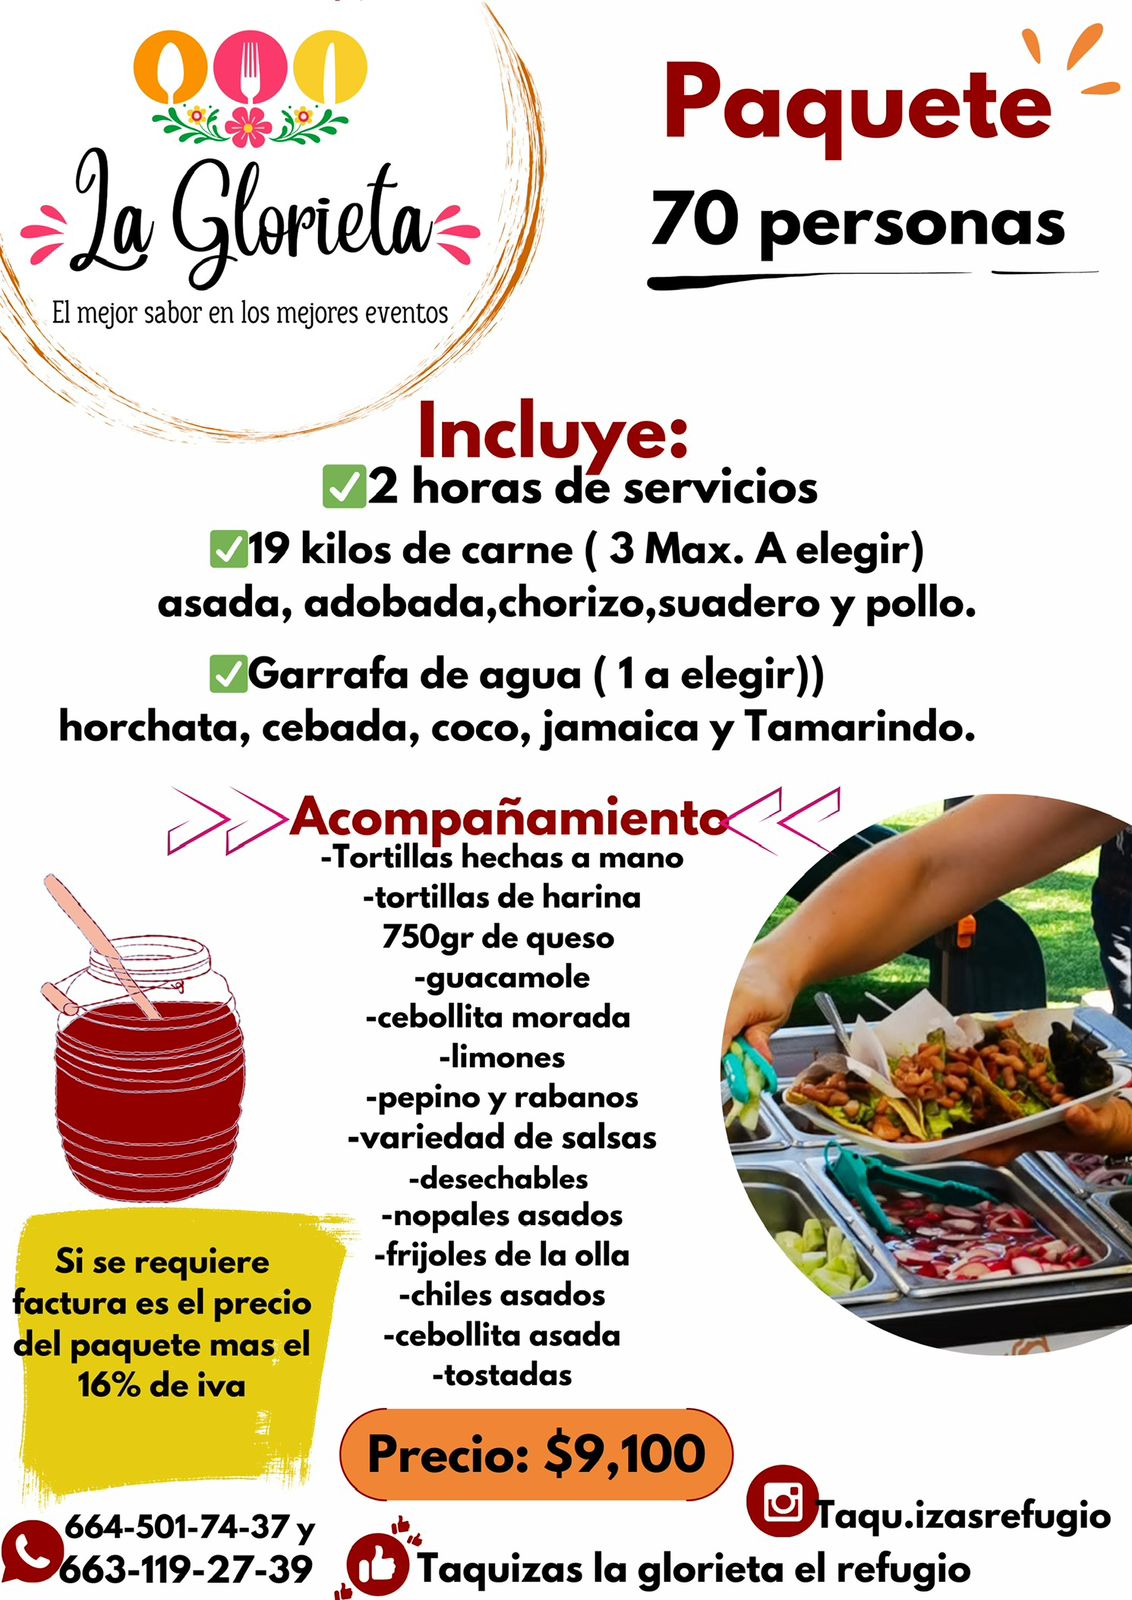 La Glorieta
El mejor sabor en los mejores eventos
Paquete
70 personas
Incluye:
✅2 horas de servicios
✅19 kilos de carne ( 3 Max. A elegir)
asada, adobada,chorizo,suadero y pollo.
✅Garrafa de agua ( 1 a elegir))
horchata, cebada, coco, jamaica y Tamarindo.
Acompañamiento
-Tortillas hechas a mano
-tortillas de harina
750gr de queso
-guacamole
-cebollita morada
-limones
-pepino y rabanos
-variedad de salsas
-desechables
-nopales asados
-frijoles de la olla
-chiles asados
-cebollita asada
-tostadas
Si se requiere
factura es el precio
del paquete mas el
16% de iva
Precio: $9,100
664-501-74-37 y
663-119-27-39
Taqu.izasrefugio
Taquizas la glorieta el refugio